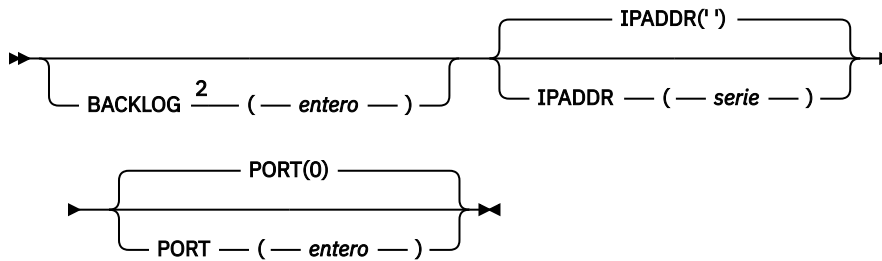 IPADDR(' ')
BACKLOG 2 ( entero )
IPADDR ( serie )
PORT(0)
PORT ( entero )